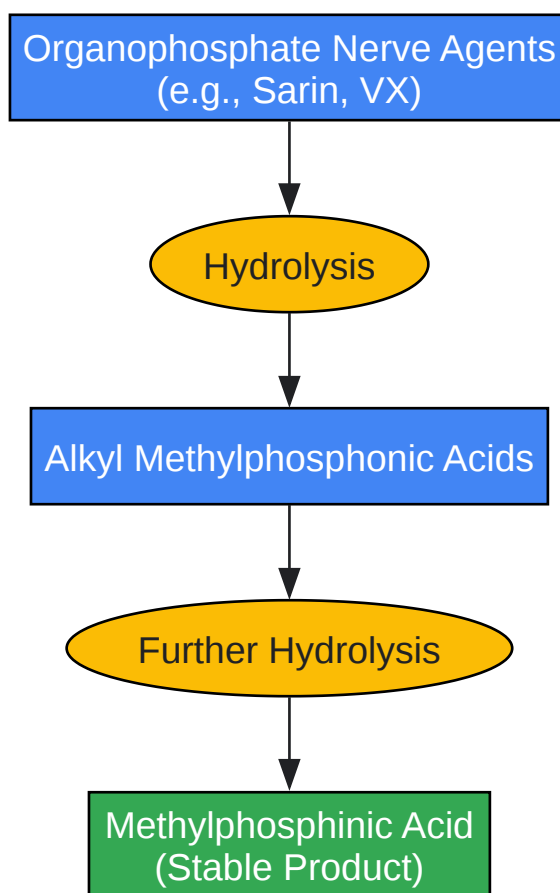 Organophosphate Nerve Agents
(e.g., Sarin, VX)
Hydrolysis
Alkyl Methylphosphonic Acids
Further Hydrolysis
Methylphosphinic Acid
(Stable Product)